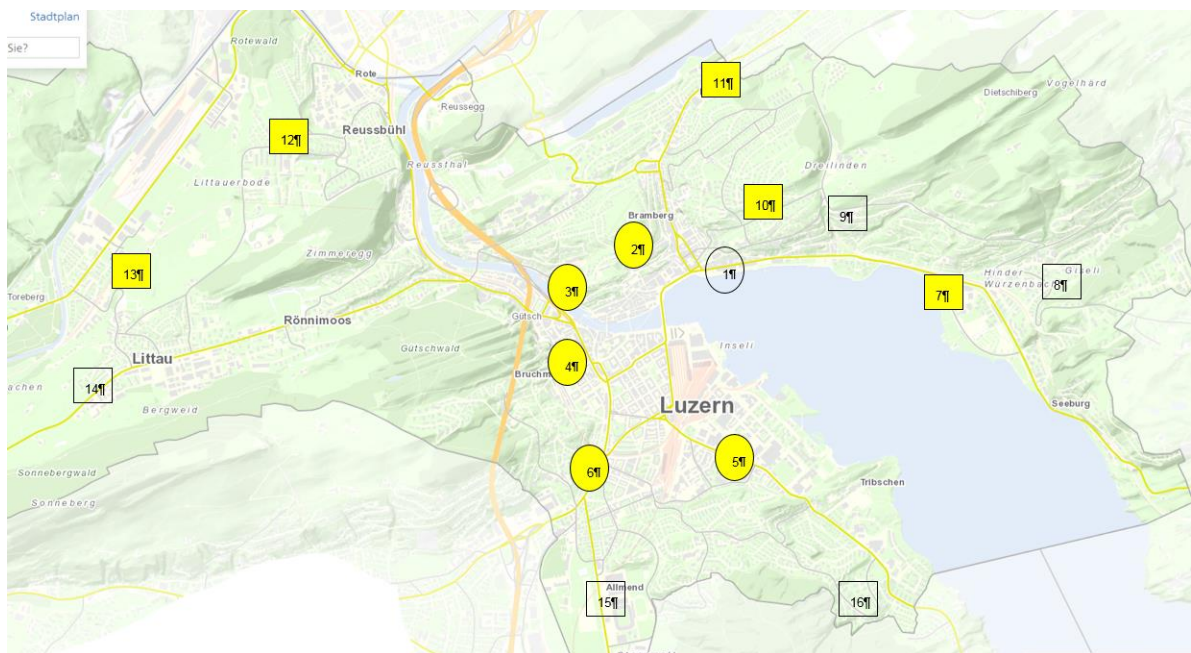 Stadtplan
Sie?
Rotewald
Rote
Reussegg
11¶
Vogelhärd
Dietschiberg
12¶
Reussbühl
Reussthal
Dreilinden
Littauerbode
10¶
9¶
Bramberg
2¶
Zimmeregg
13¶
1¶
Hinder
Würzenbach
Giseli
8¶
7¶
3¶
Toreberg
Rönnimoos
Gütsch
Littau
Gütschwald
Inseli
4¶
Bruchm
achen
14¶
Bergweid
Luzern
Seeburg
6¶
5¶
Sonnebergwald
Tribschen
Sonneberg
Allmend
15¶
16¶